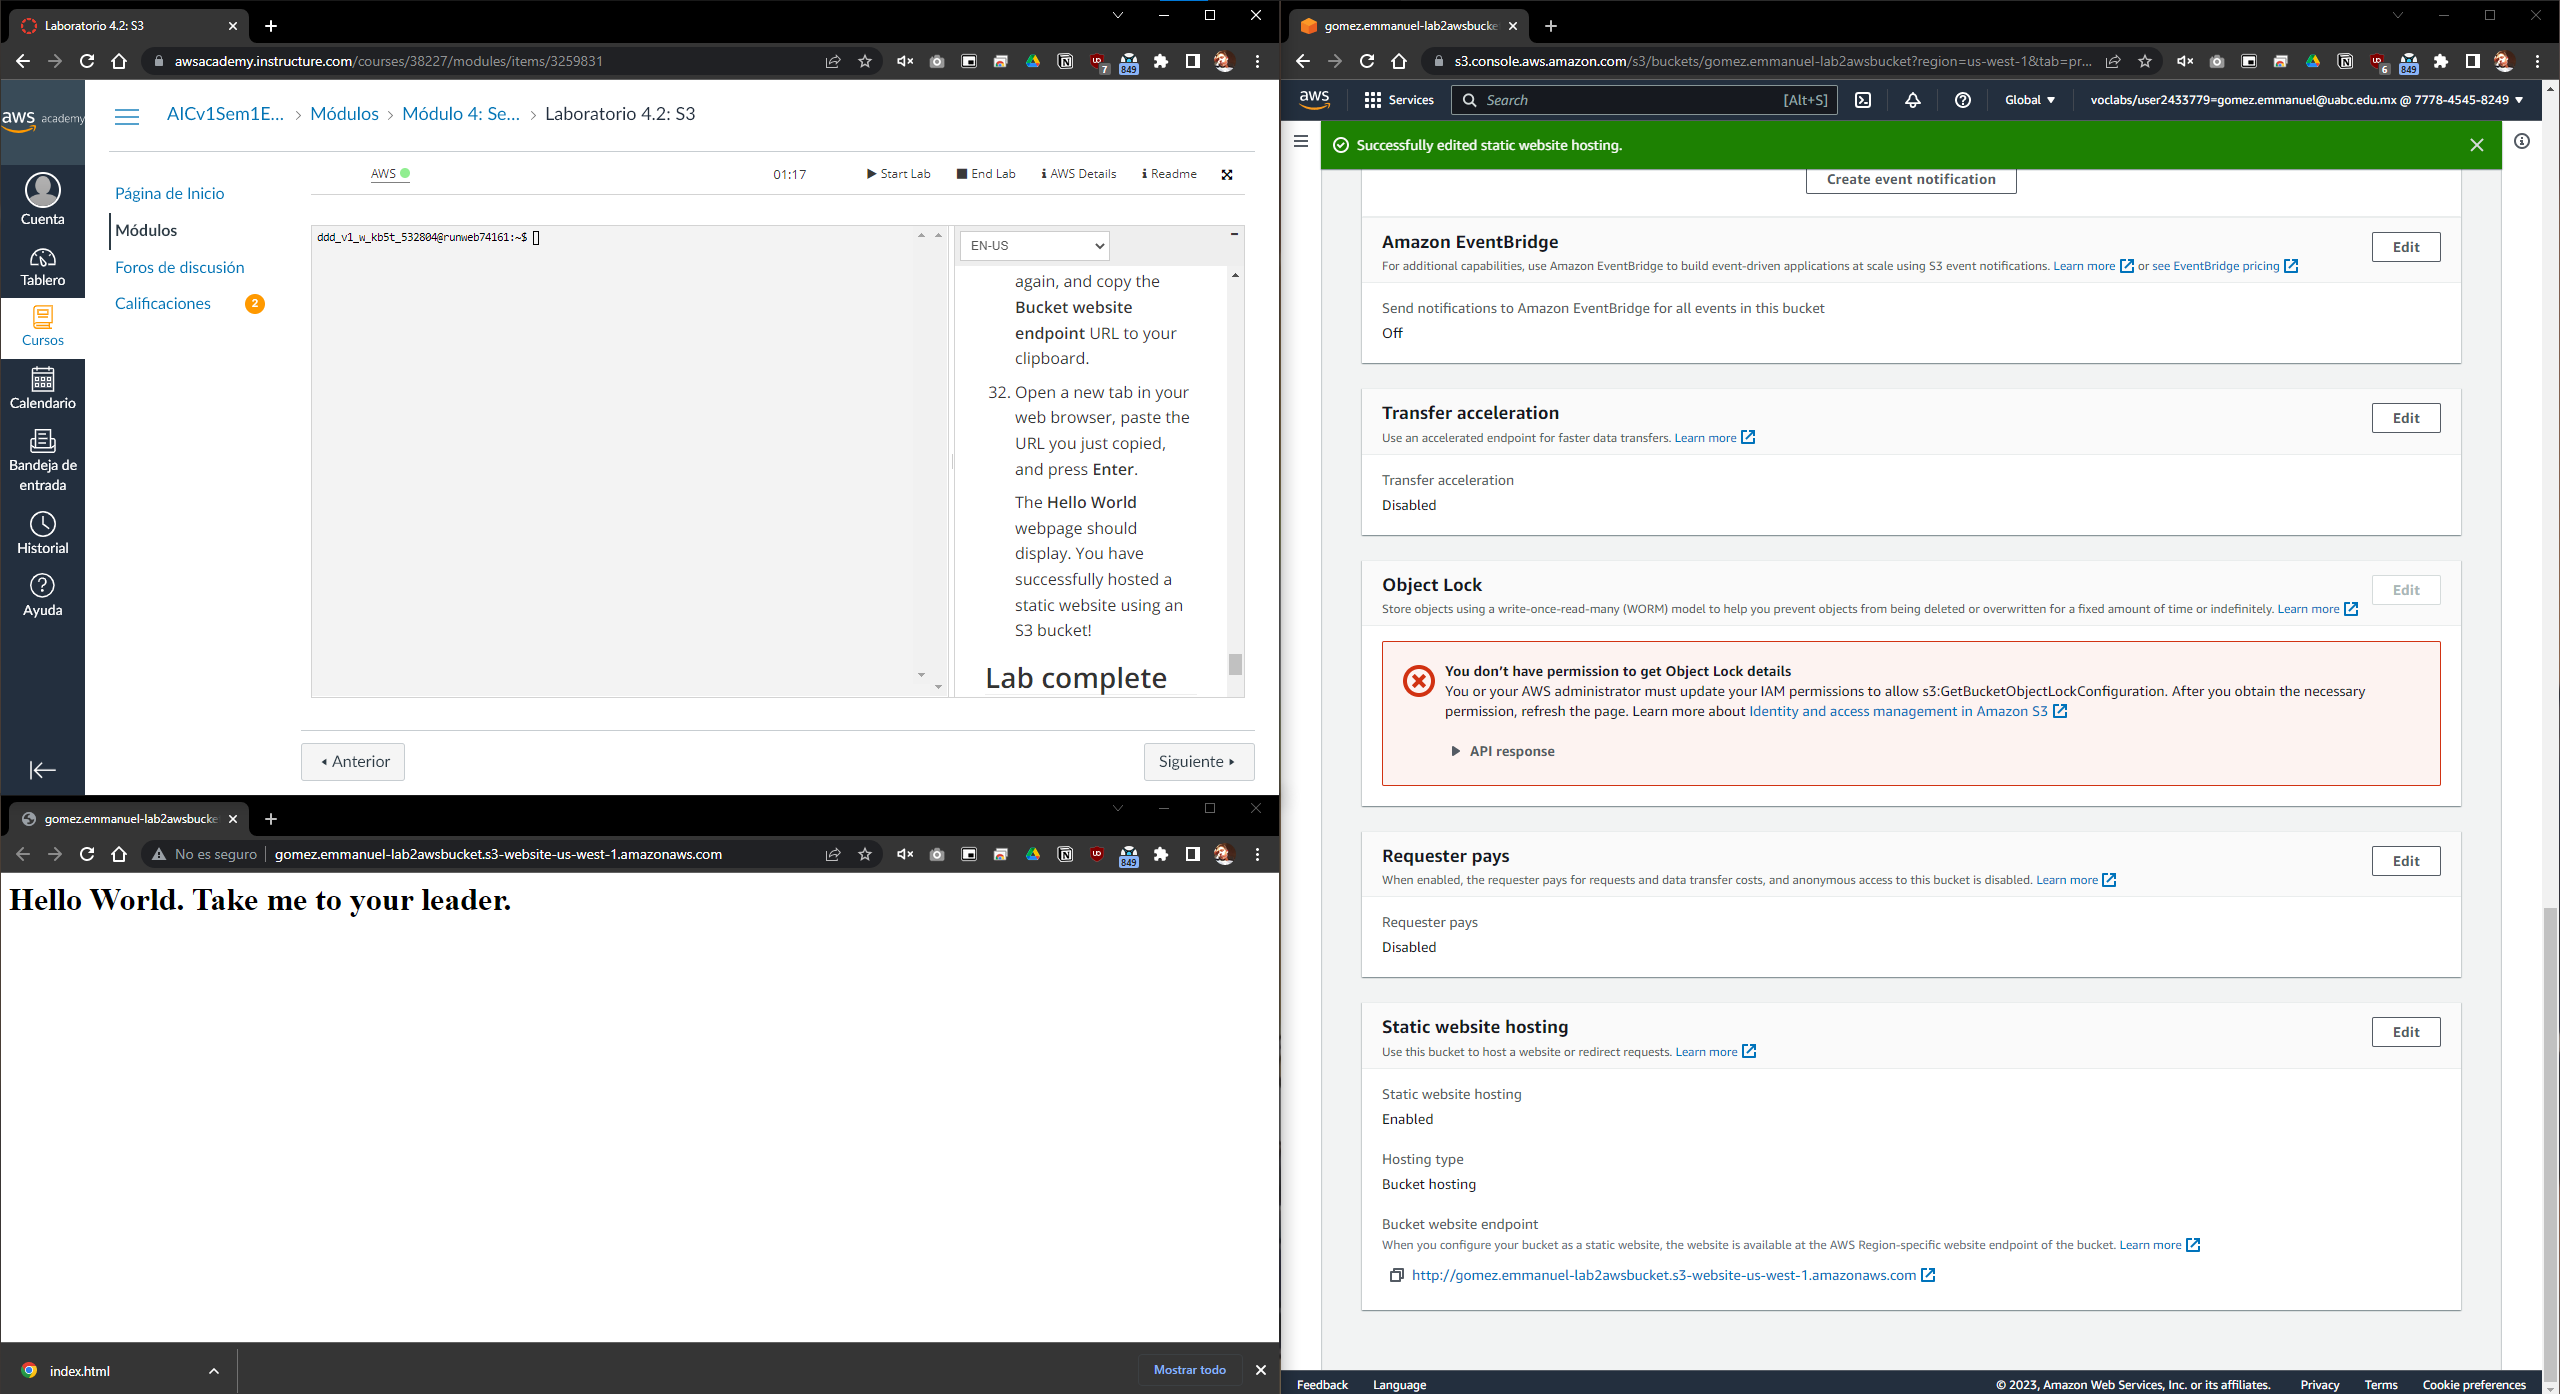 Laboratorio 4.2: S3
awsacademy.instructure.com/courses/38227/modules/items/3259831
7
849
aws academy
Cuenta
Tablero
Cursos
Calendario
Bandeja de
entrada
Historial
Ayuda
AICv1Sem1E... > Módulos > Módulo 4: Se... > Laboratorio 4.2: S3
Página de Inicio
Módulos
Foros de discusión
Calificaciones 2
AWS 01:17 Start Lab End Lab AWS Details Readme
ddd_v1_w_kb5t_532804@runweb74161:~$
EN-US
again, and copy the
Bucket website
endpoint URL to your
clipboard.
32. Open a new tab in your
web browser, paste the
URL you just copied,
and press Enter.
The Hello World
webpage should
display. You have
successfully hosted a
static website using an
S3 bucket!
Lab complete
Anterior
Siguiente
gomez.emmanuel-lab2awsbucke
No es seguro | gomez.emmanuel-lab2awsbucket.s3-website-us-west-1.amazonaws.com
849
Hello World. Take me to your leader.
index.html
Mostrar todo
gomez.emmanuel-lab2awsbucke
s3.console.aws.amazon.com/s3/buckets/gomez.emmanuel-lab2awsbucket?region=us-west-1&tab=pr...
6
849
aws Services Search [Alt+S] Global voclabs/user2433779=gomez.emmanuel@uabc.edu.mx @ 7778-4545-8249
Successfully edited static website hosting.
Create event notification
Amazon EventBridge
Edit
For additional capabilities, use Amazon EventBridge to build event-driven applications at scale using S3 event notifications. Learn more or see EventBridge pricing
Send notifications to Amazon EventBridge for all events in this bucket
Off
Transfer acceleration
Edit
Use an accelerated endpoint for faster data transfers. Learn more
Transfer acceleration
Disabled
Object Lock
Edit
Store objects using a write-once-read-many (WORM) model to help you prevent objects from being deleted or overwritten for a fixed amount of time or indefinitely. Learn more
You don't have permission to get Object Lock details
You or your AWS administrator must update your IAM permissions to allow s3:GetBucketObjectLockConfiguration. After you obtain the necessary
permission, refresh the page. Learn more about Identity and access management in Amazon S3
API response
Requester pays
Edit
When enabled, the requester pays for requests and data transfer costs, and anonymous access to this bucket is disabled. Learn more
Requester pays
Disabled
Static website hosting
Edit
Use this bucket to host a website or redirect requests. Learn more
Static website hosting
Enabled
Hosting type
Bucket hosting
Bucket website endpoint
When you configure your bucket as a static website, the website is available at the AWS Region-specific website endpoint of the bucket. Learn more
http://gomez.emmanuel-lab2awsbucket.s3-website-us-west-1.amazonaws.com
Feedback Language © 2023, Amazon Web Services, Inc. or its affiliates. Privacy Terms Cookie preferences